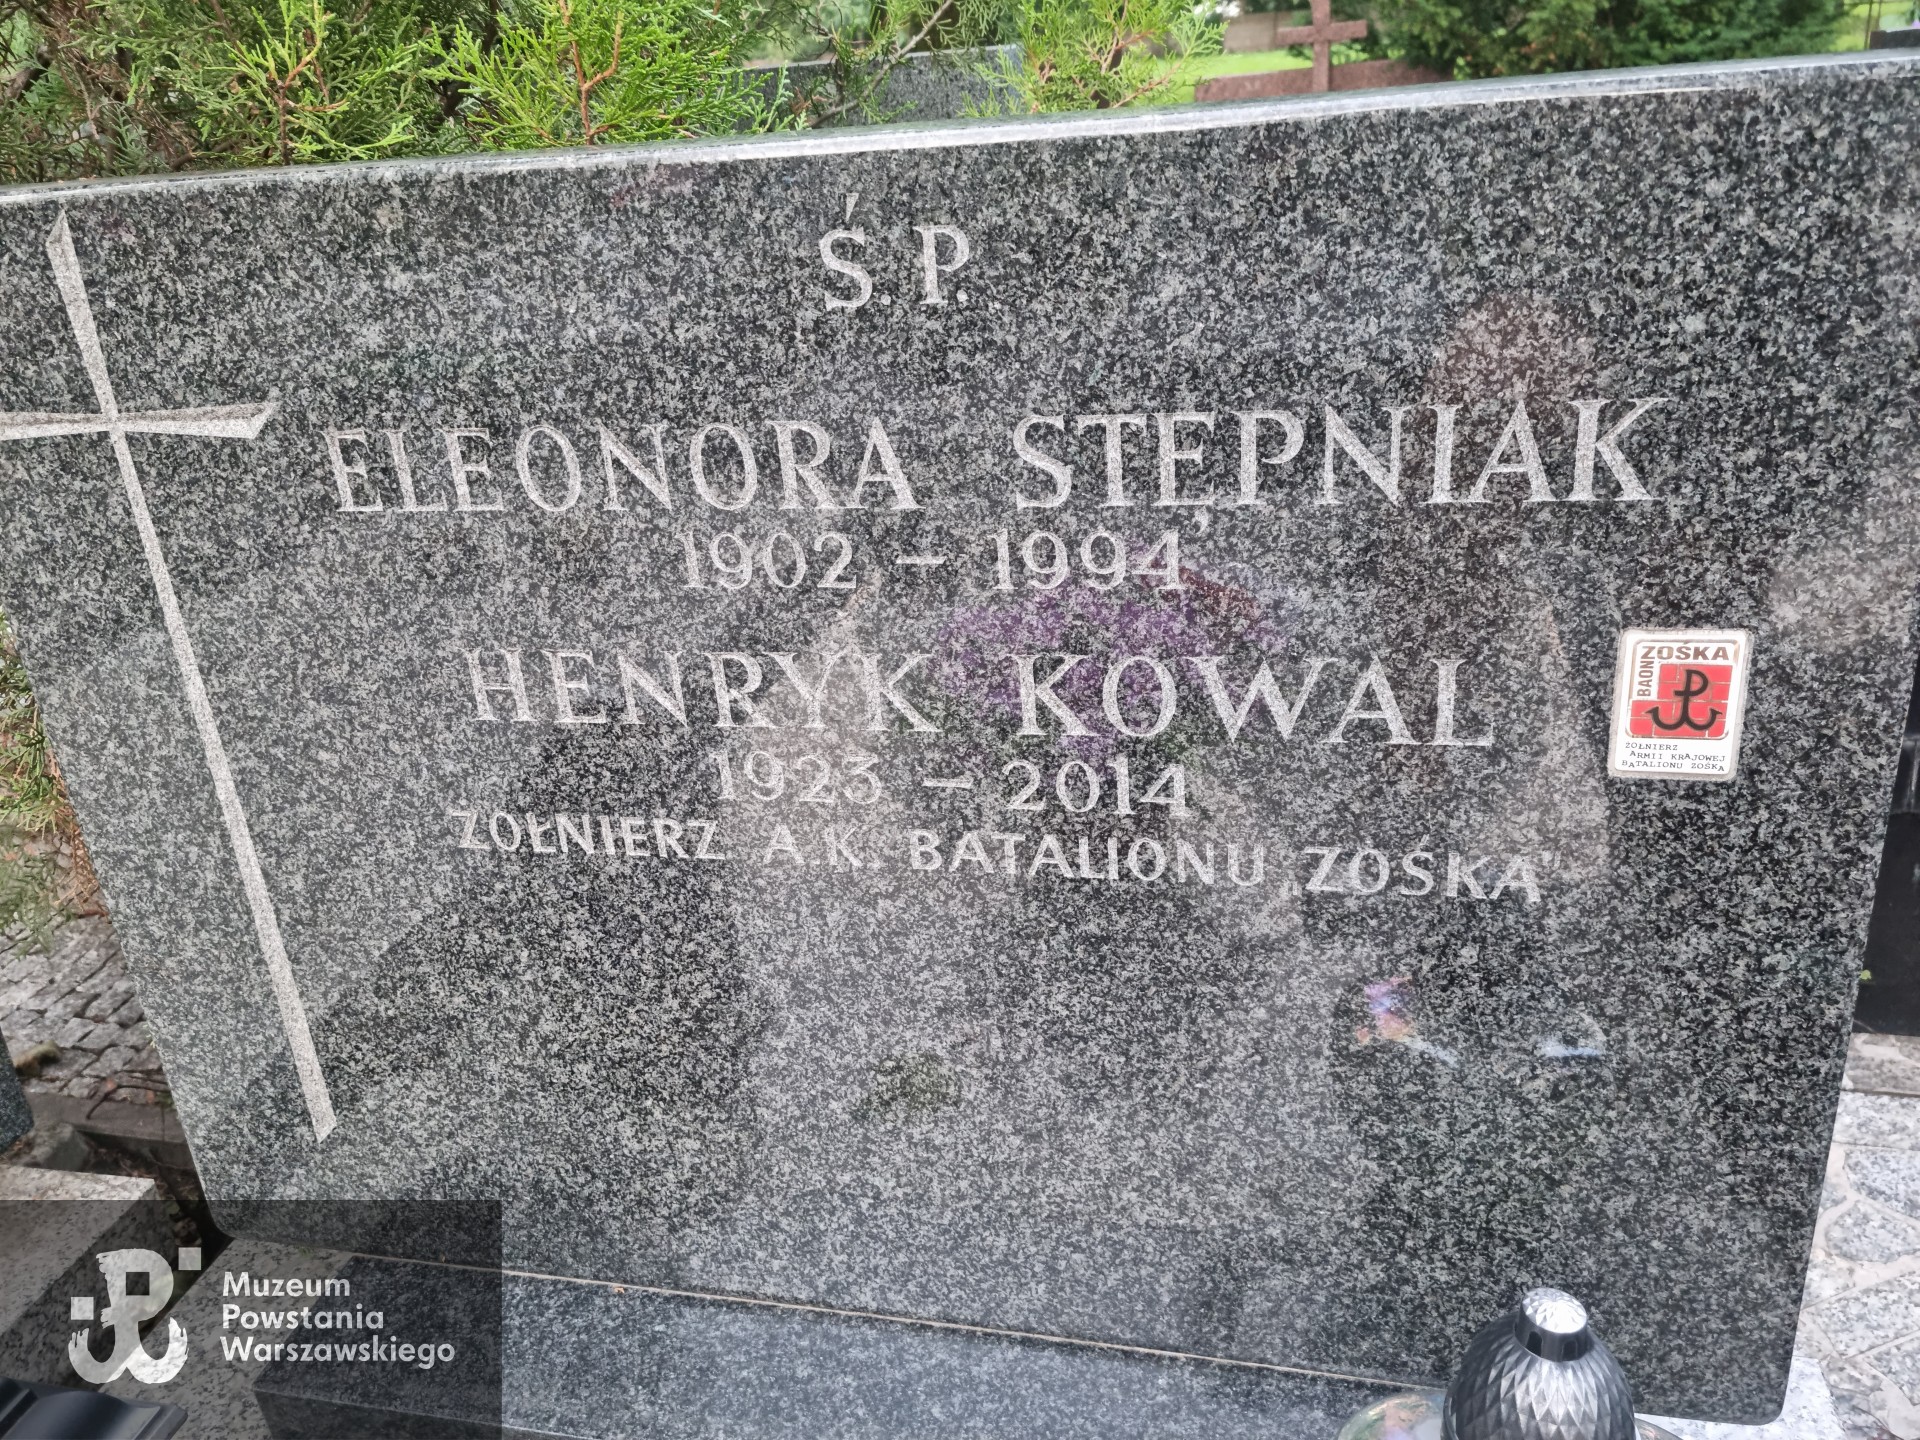 Ś.P.
ELEONORA STĘPNIAK
1902 – 1994
HENRYK KOWAL
1923 – 2014
ŻOŁNIERZ A.K. BATALIONU „ZOŚKA”
BAON
ZOŚKA
ŻOŁNIERZ
ARMII KRAJOWEJ
BATALIONU ZOŚKA
Muzeum
Powstania
Warszawskiego